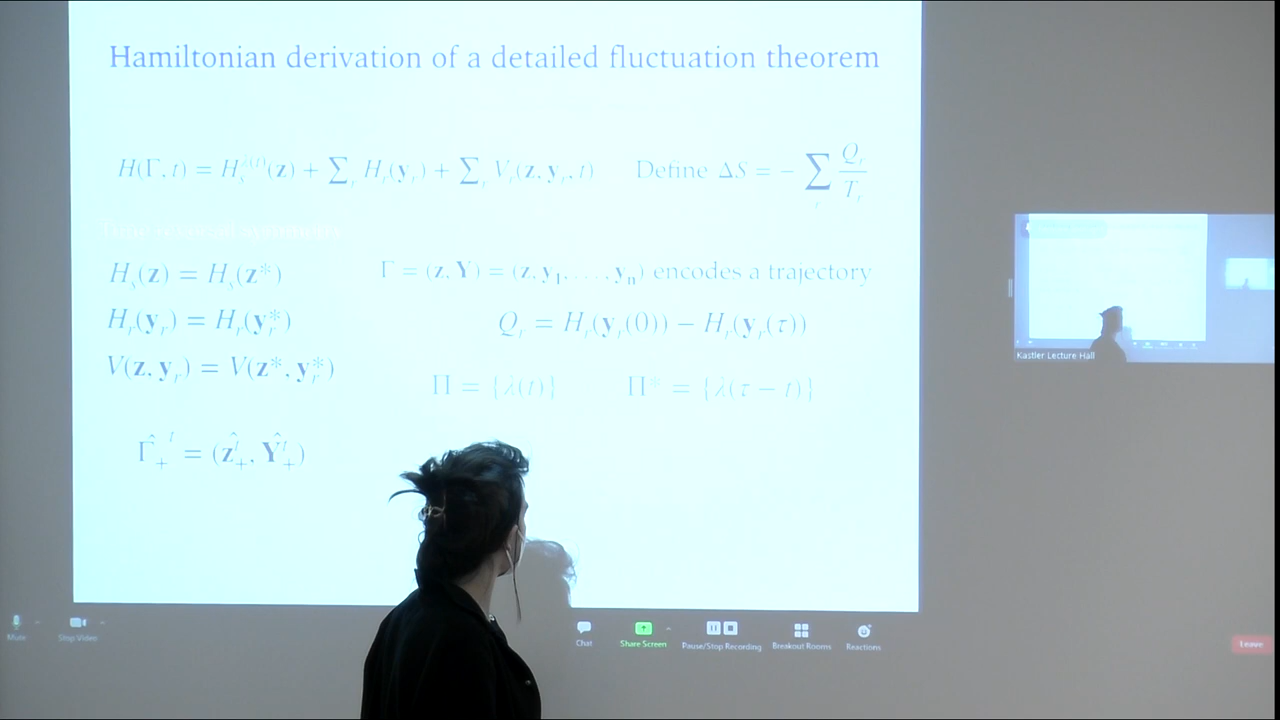 Hamiltonian derivation of a detailed fluctuation theorem
H(Γ, t) = H_s^{λ(t)}(z) + ∑_r H_r(y_r) + ∑_r V_r(z, y_r, t) Define ΔS = − ∑_r Q_r / T_r
H_s(z) = H_s(z*) Γ = (z, Y) = (z, y_1, . . . , y_n) encodes a trajectory
H_r(y_r) = H_r(y_r*) Q_r = H_r(y_r(0)) − H_r(y_r(τ))
V(z, y_r) = V(z*, y_r*) Π = {λ(t)} Π* = {λ(τ − t)}
Γ̂_+^t = (ẑ_+^t, Ŷ_+^t)
Kastler Lecture Hall
Mute Stop Video Chat Share Screen Pause/Stop Recording Breakout Rooms Reactions Leave